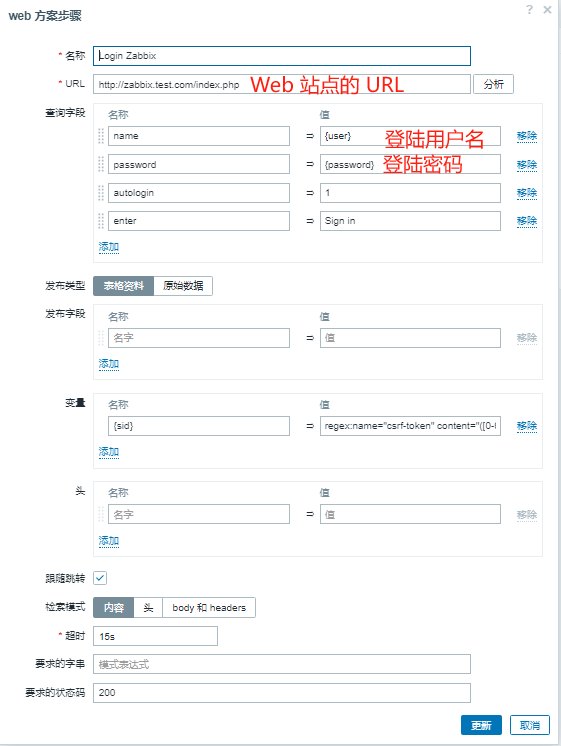 web 方案步骤
? ×
* 名称 Login Zabbix
* URL http://zabbix.test.com/index.php Web 站点的 URL 分析
查询字段 名称 值
name ⇒ {user} 登陆用户名 移除
password ⇒ {password} 登陆密码 移除
autologin ⇒ 1 移除
enter ⇒ Sign in 移除
添加
发布类型 表格资料 原始数据
发布字段 名称 值
名字 ⇒ 值 移除
添加
变量 名称 值
{sid} ⇒ regex:name="csrf-token" content="([0- 移除
添加
头 名称 值
名字 ⇒ 值 移除
添加
跟随跳转
检索模式 内容 头 body 和 headers
* 超时 15s
要求的字串 模式表达式
要求的状态码 200
更新 取消